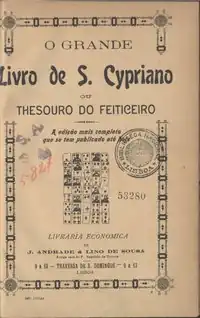 O GRANDE
Livro de S. Cypriano
OU
THESOURO DO FEITICEIRO
A edição mais completa
que se tem publicado até
53280
LIVRARIA ECONOMICA
DE
J. ANDRADE & LINO DE SOUSA
9 a 13 — TRAVESSA DE S. DOMINGOS — 9 a 13
LISBOA